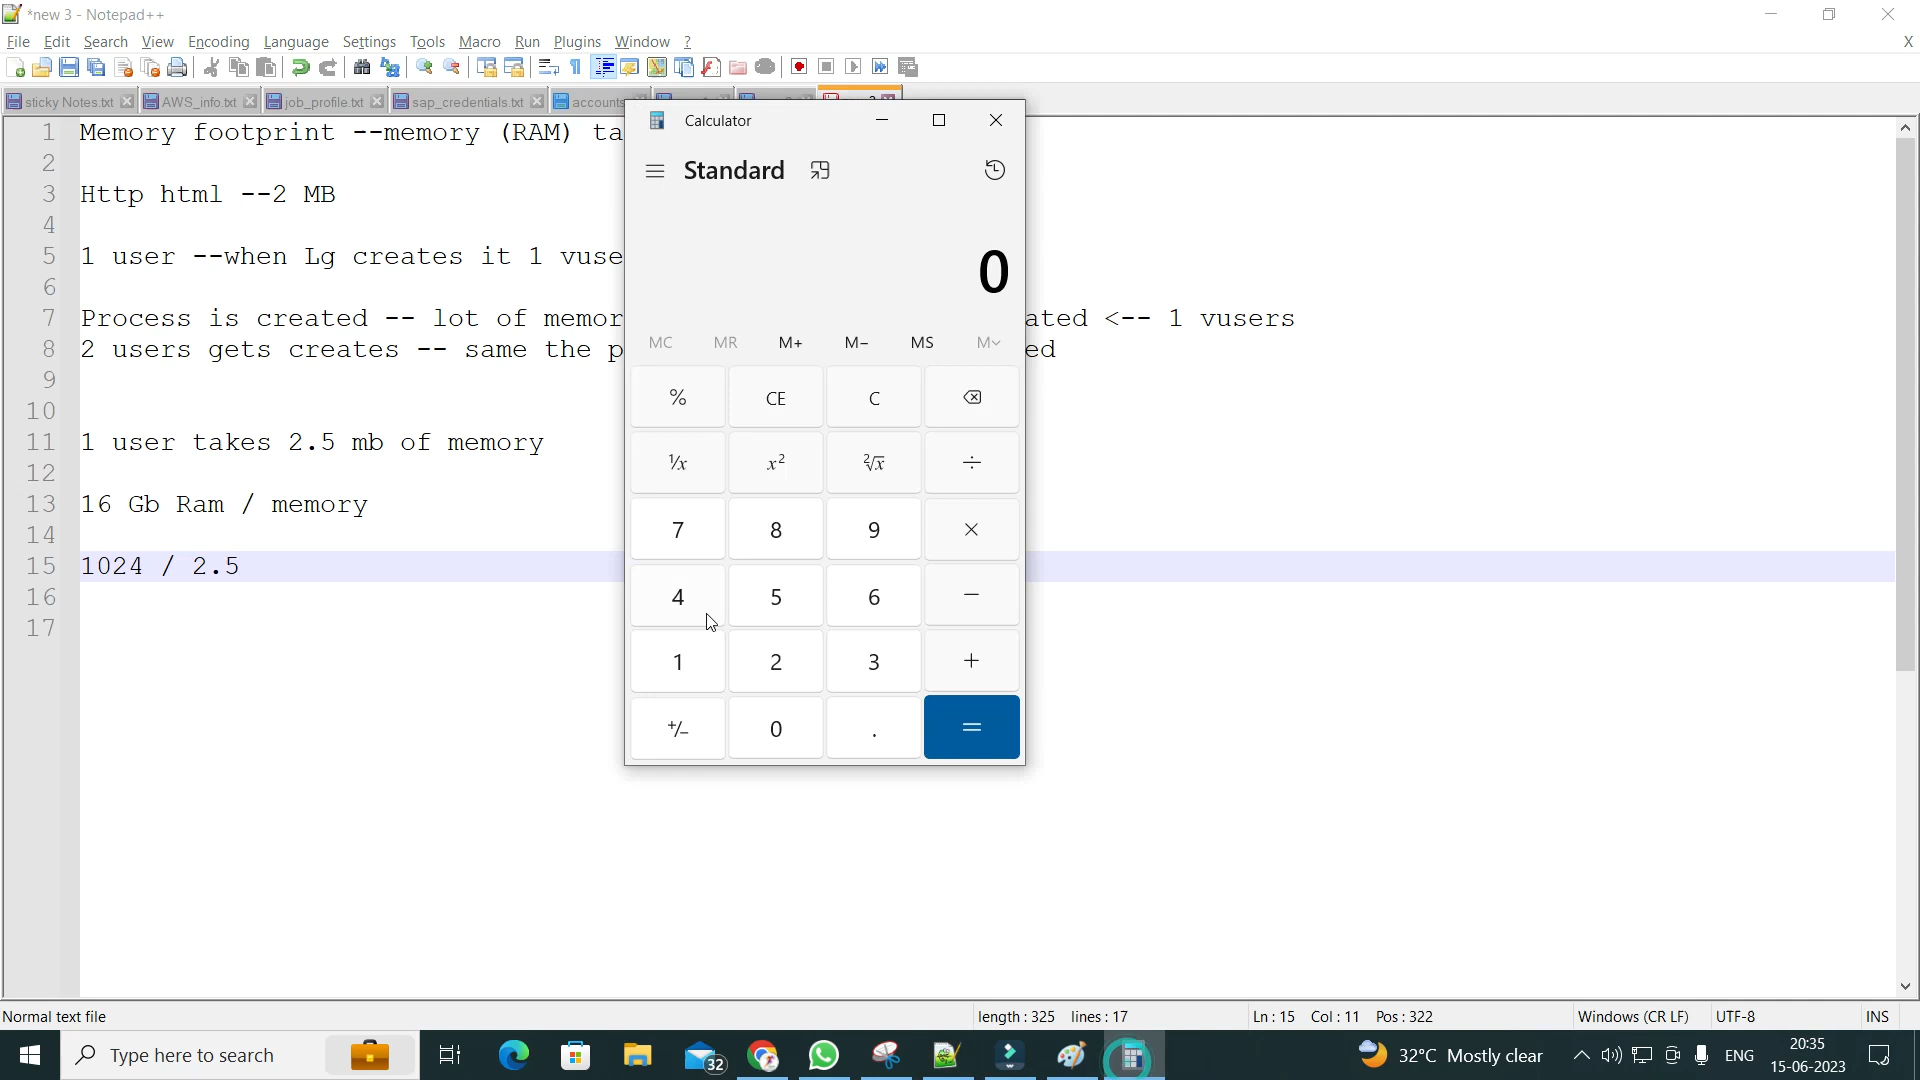 *new 3 - Notepad++
File Edit Search View Encoding Language Settings Tools Macro Run Plugins Window ?
X
sticky Notes.txt AWS_info.txt job_profile.txt sap_credentials.txt accounts
1 Memory footprint --memory (RAM) ta
2
3 Http html --2 MB
4
5 1 user --when Lg creates it 1 vuse
6
7 Process is created -- lot of memor ated <-- 1 vusers
8 2 users gets creates -- same the p ed
9
10
11 1 user takes 2.5 mb of memory
12
13 16 Gb Ram / memory
14
15 1024 / 2.5
16
17
Calculator
Standard
0
MC MR M+ M− MS M
% CE C
¹/x x² ²√x ÷
7 8 9 ×
4 5 6 −
1 2 3 +
+/− 0 . =
Normal text file length : 325 lines : 17 Ln : 15 Col : 11 Pos : 322 Windows (CR LF) UTF-8 INS
Type here to search
32
32°C Mostly clear
ENG
20:35
15-06-2023